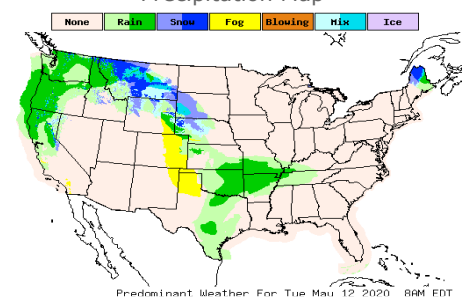 Precipitation Map
None Rain Snow Fog Blowing Mix Ice
Predominant Weather For Tue May 12 2020 8AM EDT